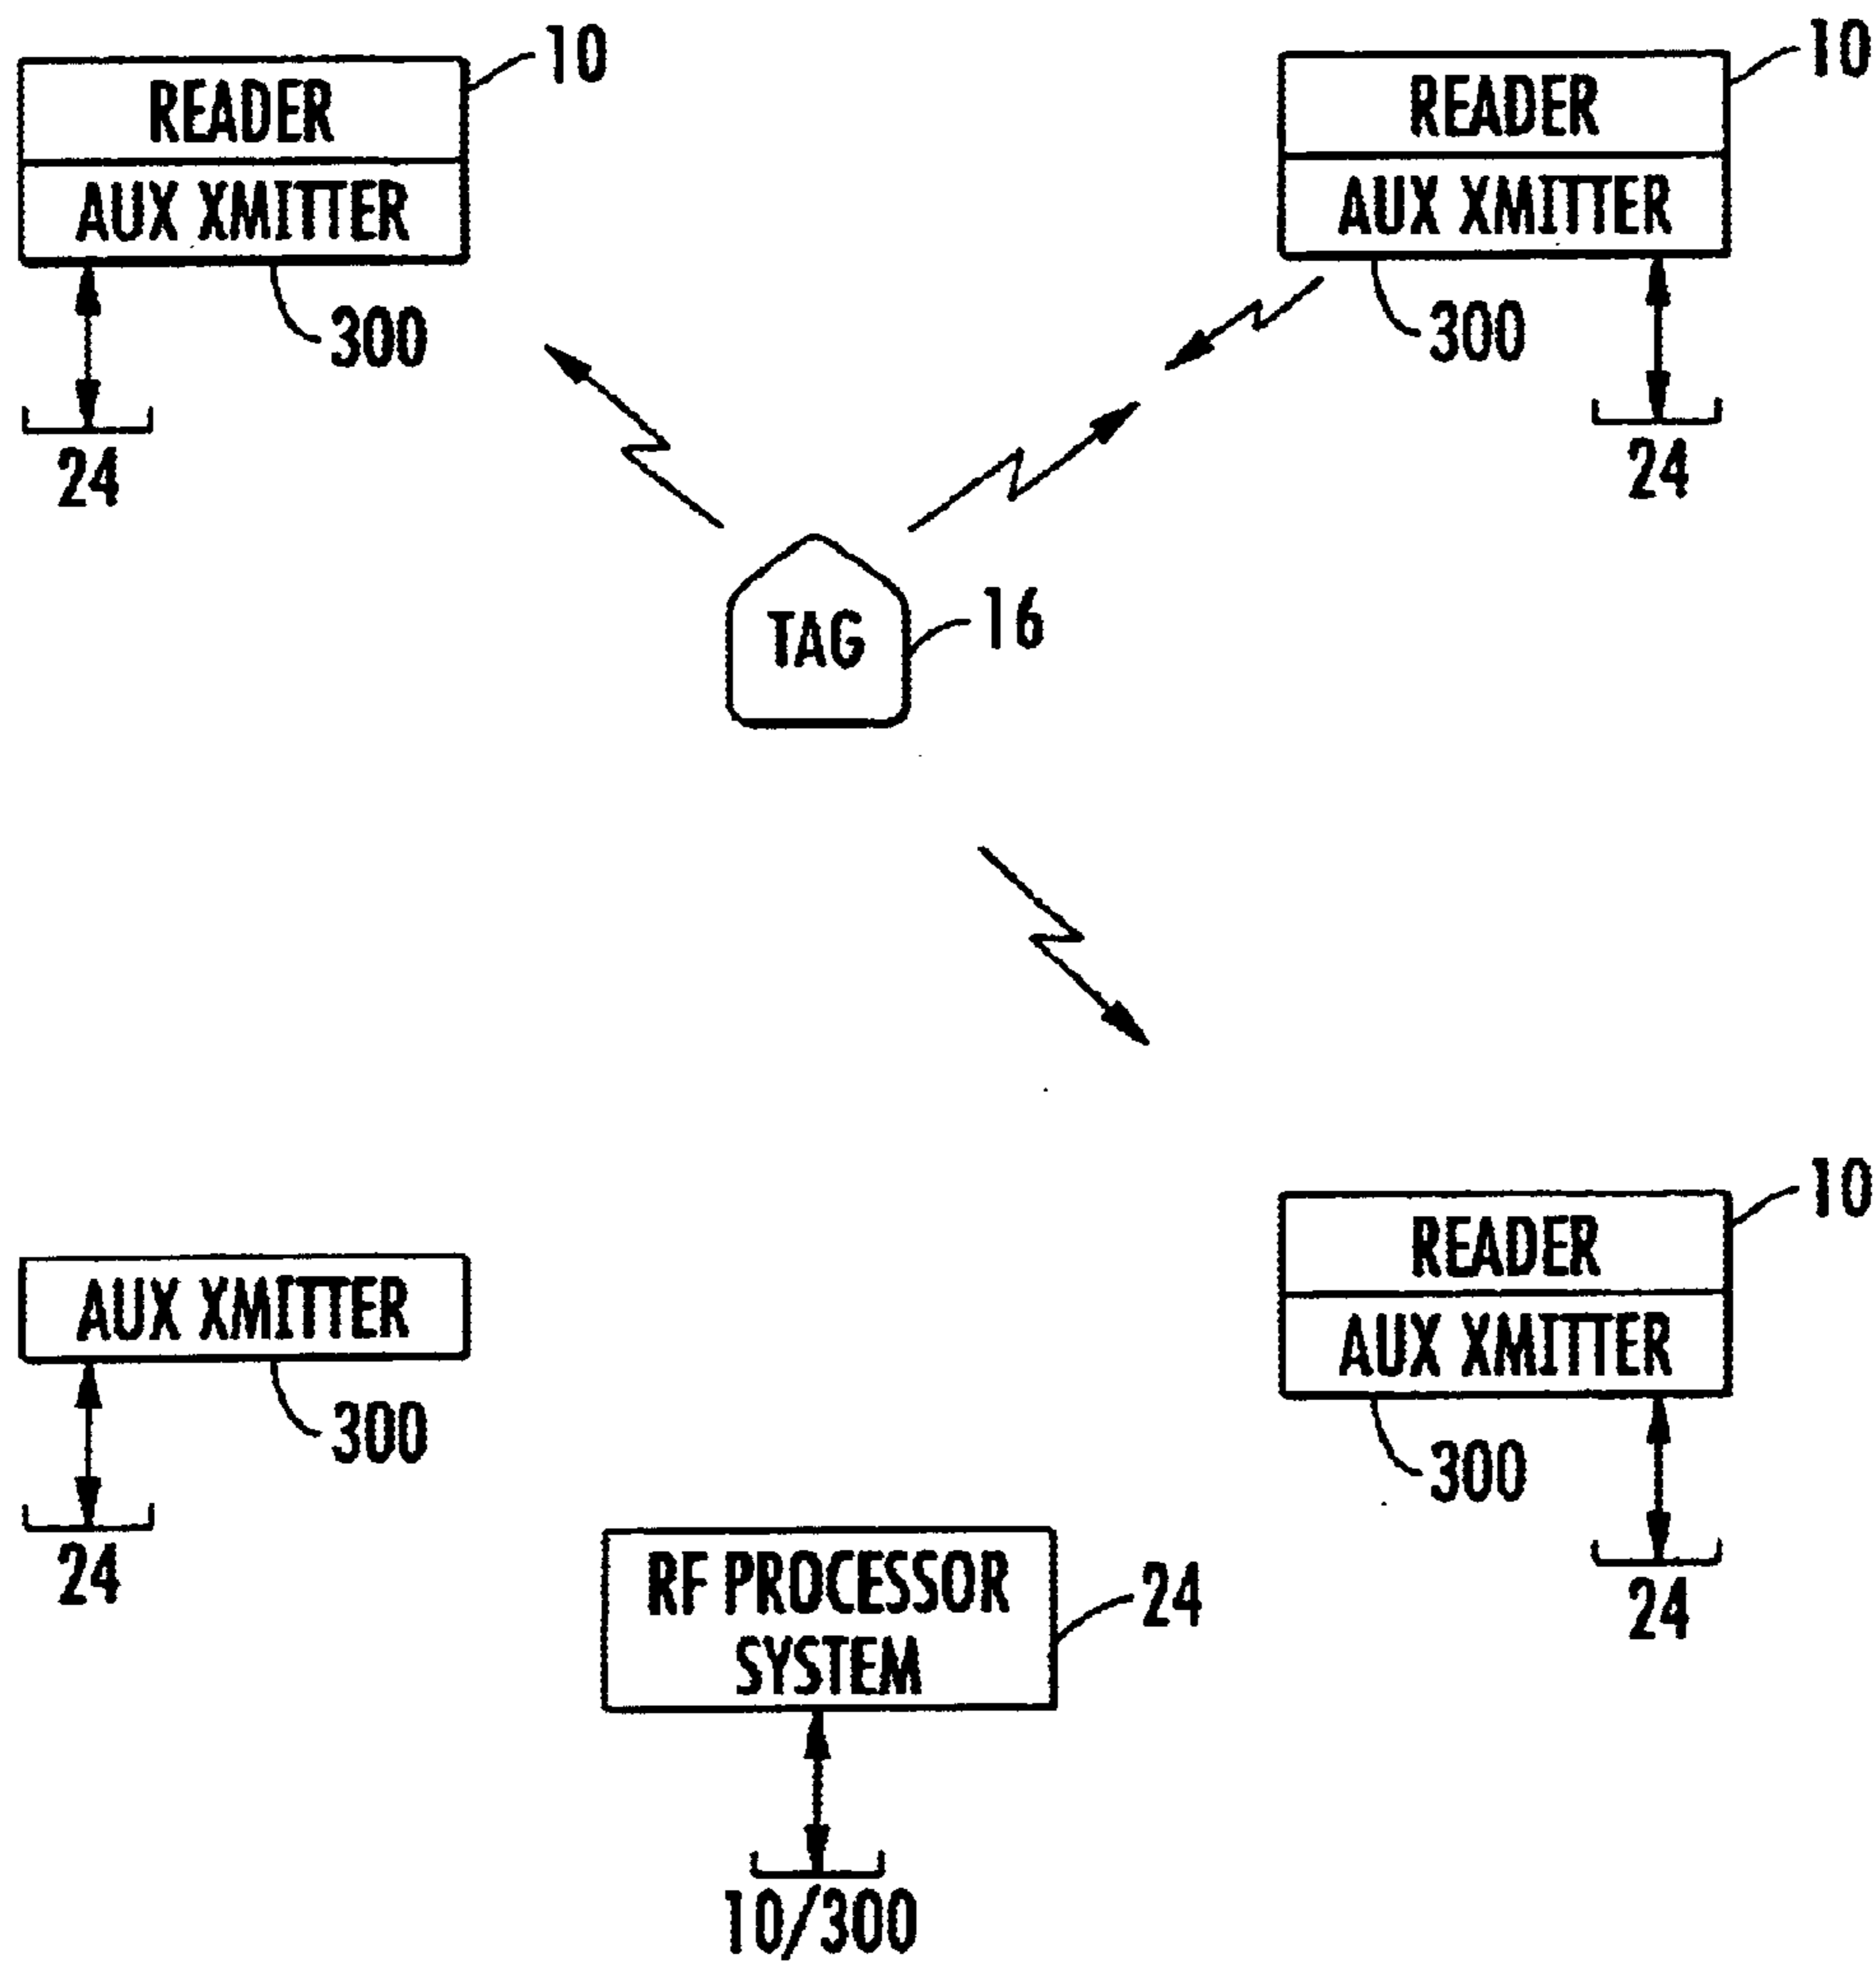 10
READER
AUX XMITTER
300
24
10
READER
AUX XMITTER
300
24
TAG
16
AUX XMITTER
300
24
10
READER
AUX XMITTER
300
24
RF PROCESSOR
SYSTEM
24
10/300